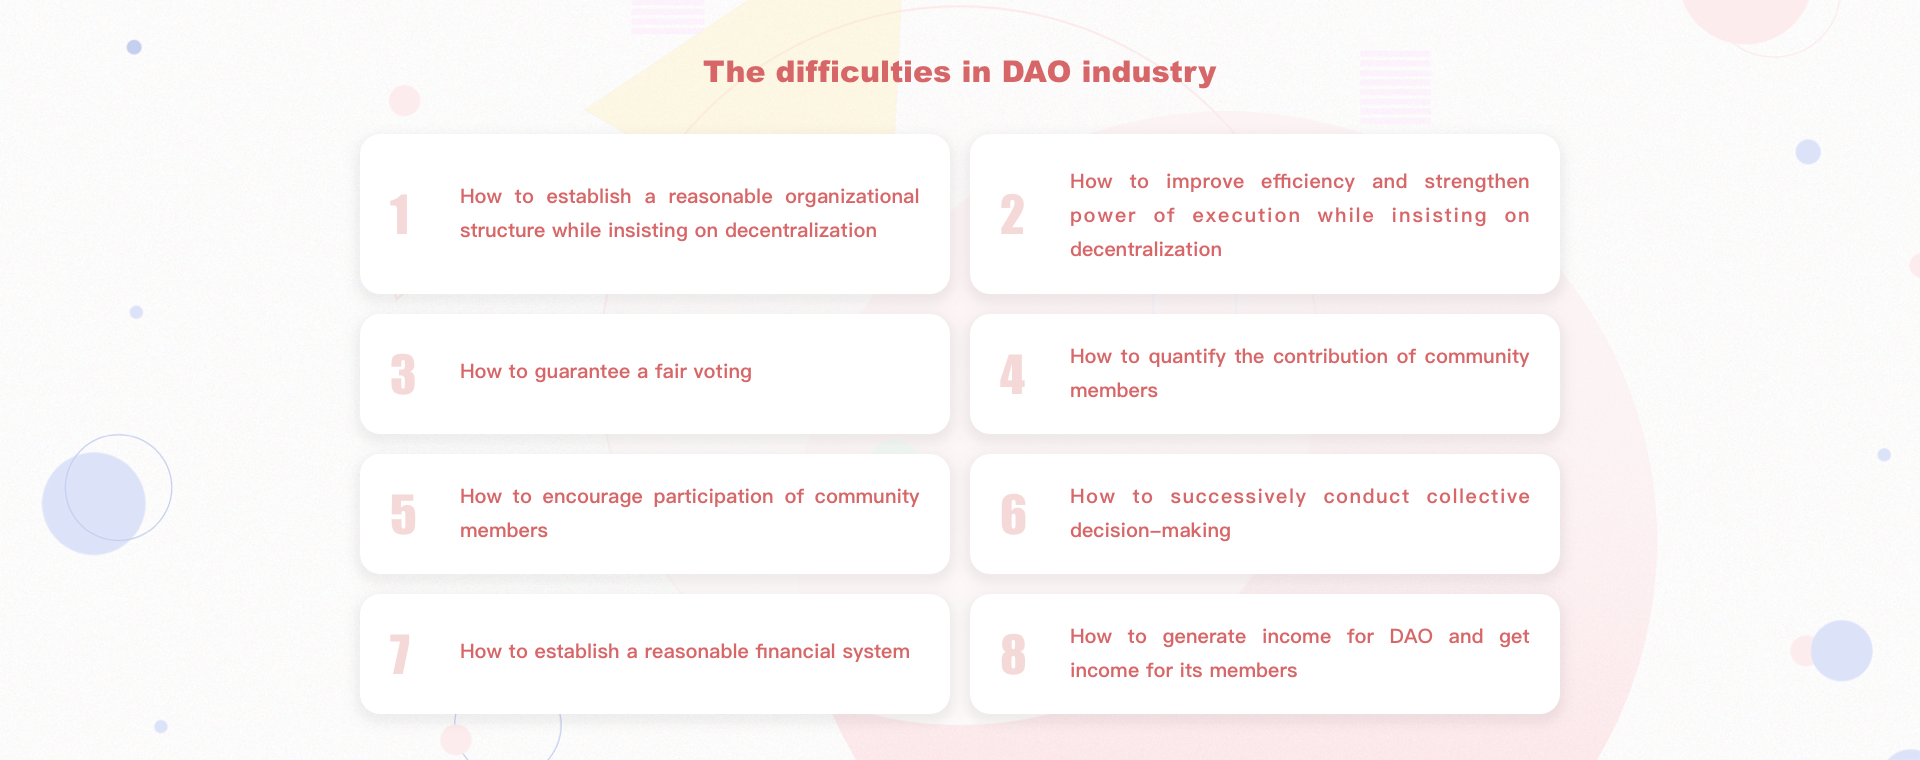 The difficulties in DAO industry
1
How to establish a reasonable organizational
structure while insisting on decentralization
2
How to improve efficiency and strengthen
power of execution while insisting on
decentralization
3
How to guarantee a fair voting
4
How to quantify the contribution of community
members
5
How to encourage participation of community
members
6
How to successively conduct collective
decision–making
7
How to establish a reasonable financial system
8
How to generate income for DAO and get
income for its members